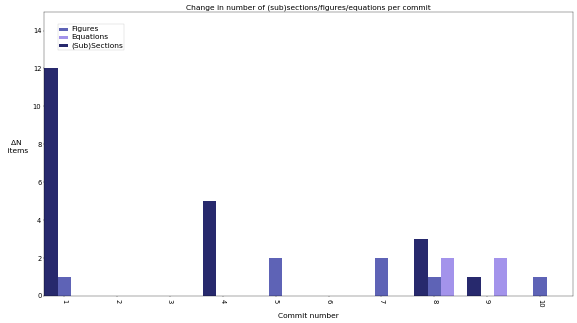 Change in number of (sub)sections/figures/equations per commit
Figures
Equations
(Sub)Sections
ΔN
items
14
12
10
8
6
4
2
0
1
2
3
4
5
6
7
8
9
10
Commit number